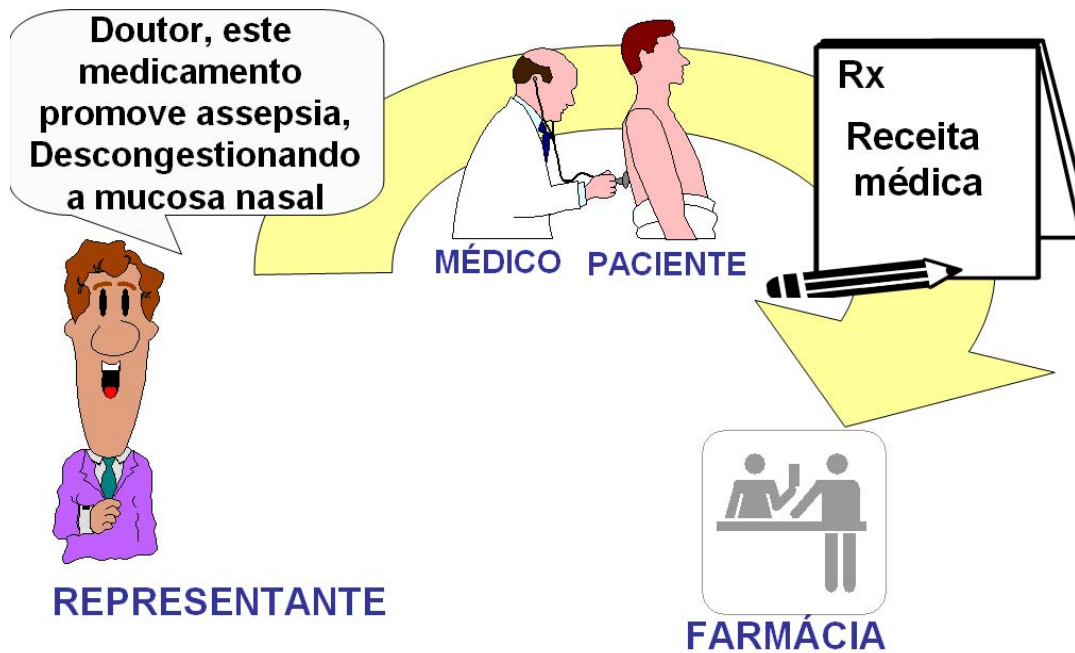 Doutor, este
medicamento
promove assepsia,
Descongestionando
a mucosa nasal
MÉDICO
PACIENTE
Rx
Receita
médica
REPRESENTANTE
FARMÁCIA